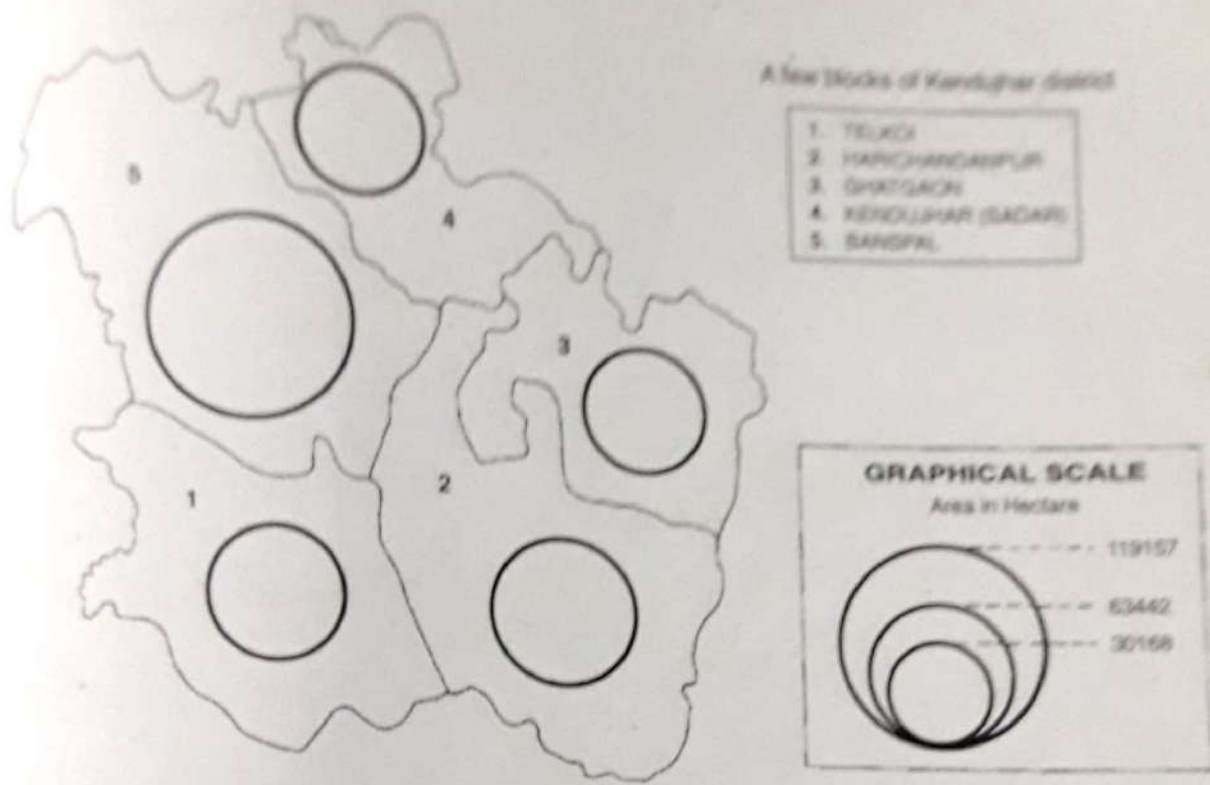 A few blocks of Kendujhar district
1. TELKOI
2. HARICHANDANPUR
3. GHATGAON
4. KENDUJHAR (SADAR)
5. BANSPAL
5
4
3
2
1
GRAPHICAL SCALE
Area in Hectare
119157
63442
30168